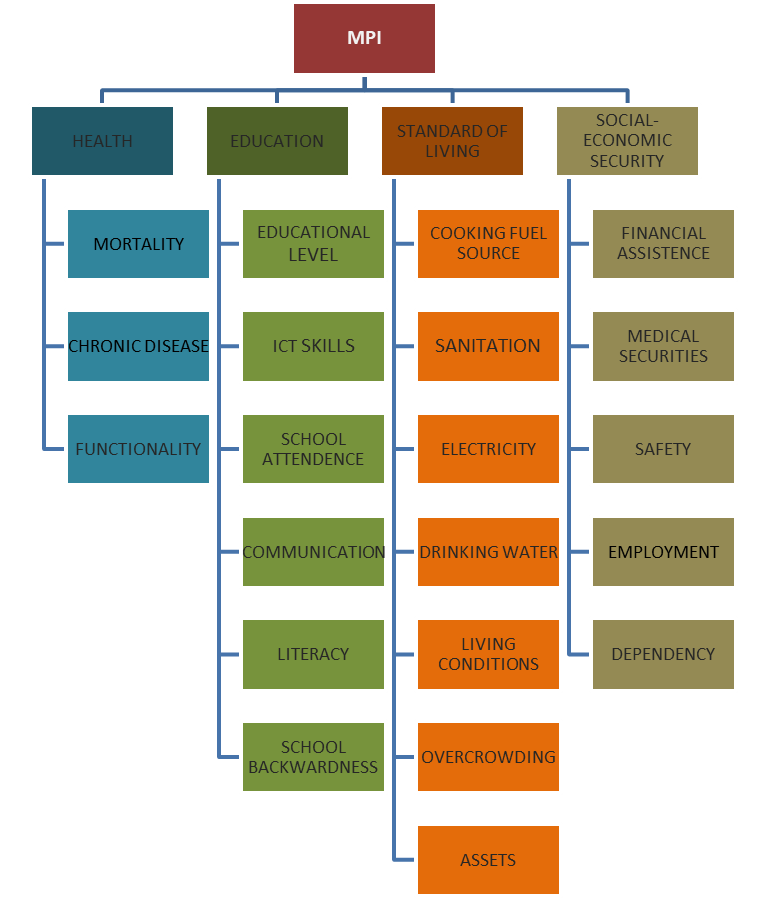 MPI
HEALTH
EDUCATION
STANDARD OF
LIVING
SOCIAL-
ECONOMIC
SECURITY
MORTALITY
CHRONIC DISEASE
FUNCTIONALITY
EDUCATIONAL
LEVEL
ICT SKILLS
SCHOOL
ATTENDENCE
COMMUNICATION
LITERACY
SCHOOL
BACKWARDNESS
COOKING FUEL
SOURCE
SANITATION
ELECTRICITY
DRINKING WATER
LIVING
CONDITIONS
OVERCROWDING
ASSETS
FINANCIAL
ASSISTENCE
MEDICAL
SECURITIES
SAFETY
EMPLOYMENT
DEPENDENCY